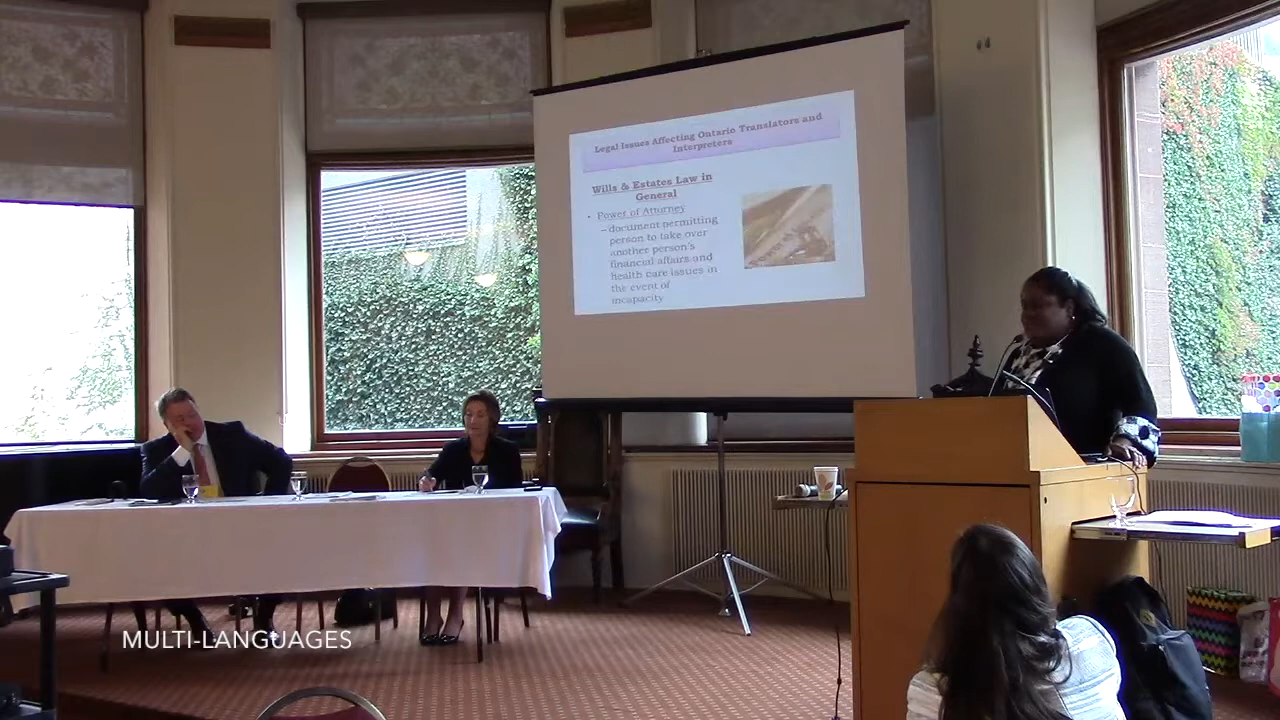 Legal Issues Affecting Ontario Translators and
Interpreters
Wills & Estates Law in
General
• Power of Attorney
– document permitting
person to take over
another person's
financial affairs and
health care issues in
the event of
incapacity
MULTI-LANGUAGES